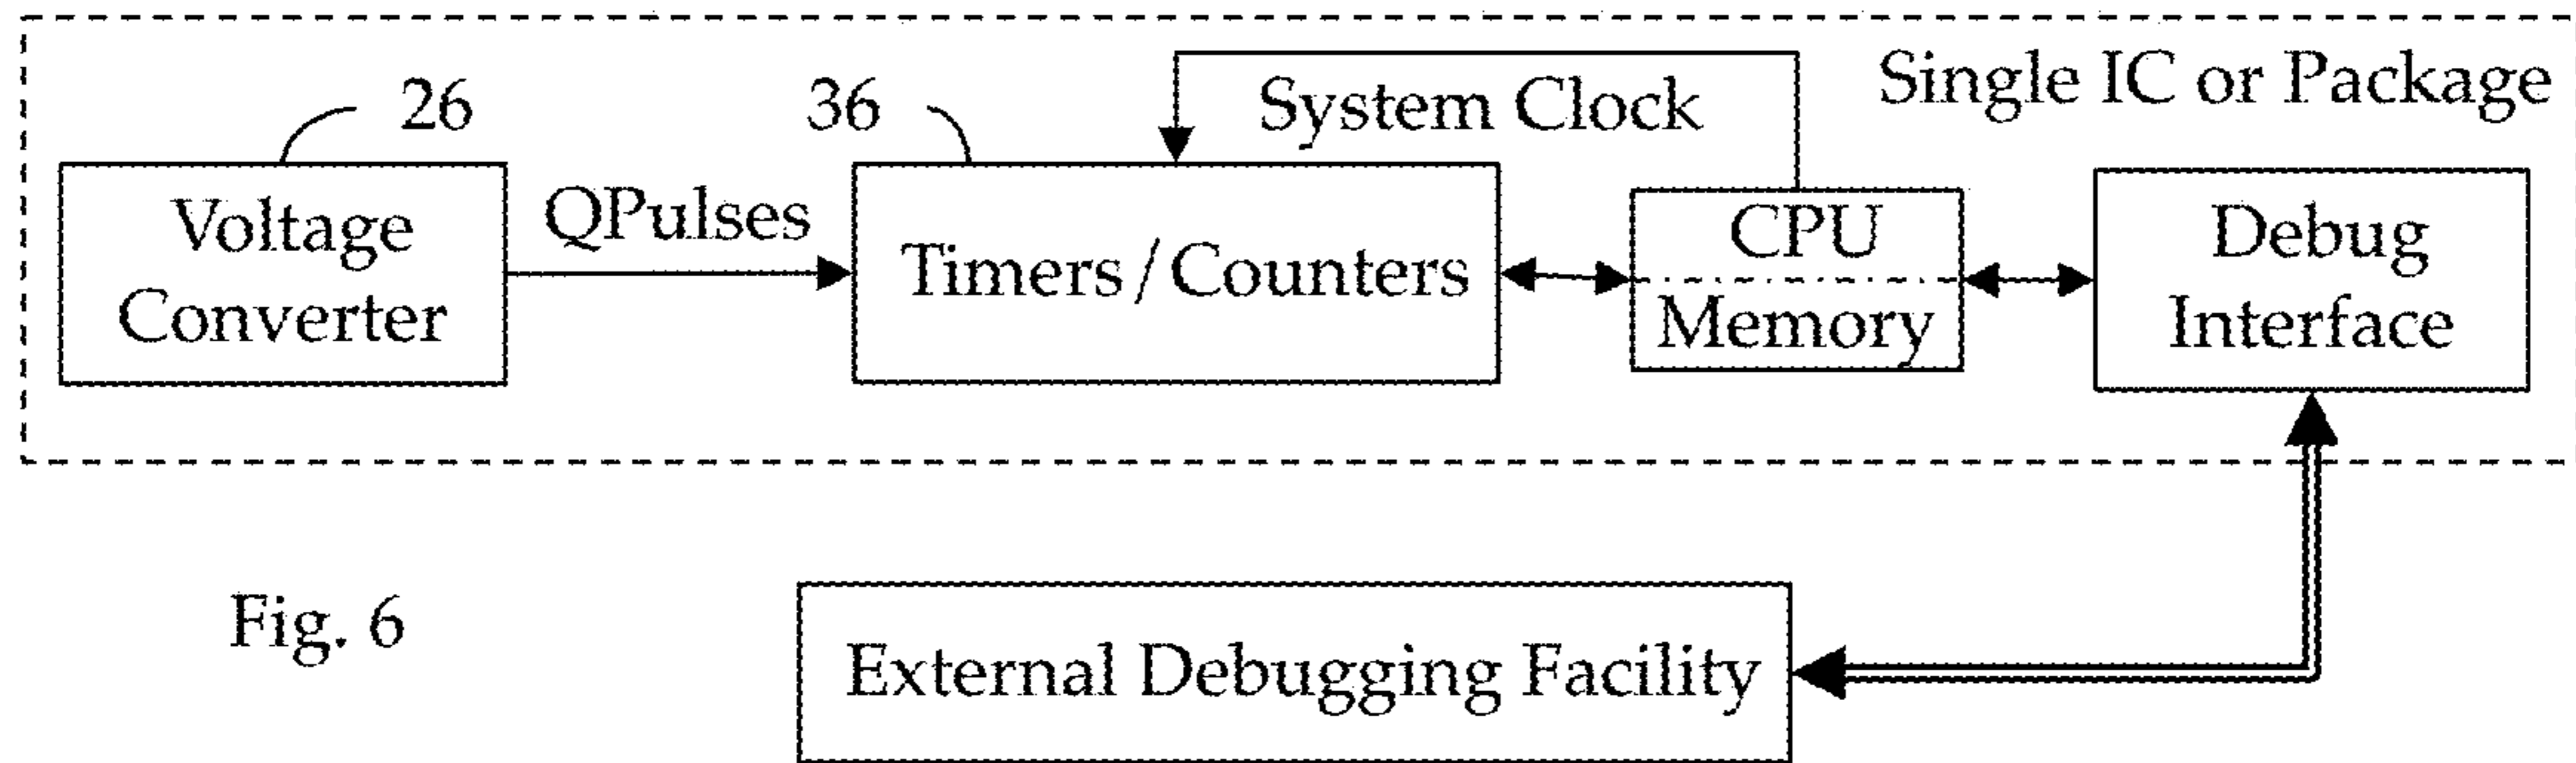 Single IC or Package
26
36
System Clock
Voltage
Converter
QPulses
Timers/Counters
CPU
Memory
Debug
Interface
Fig. 6
External Debugging Facility